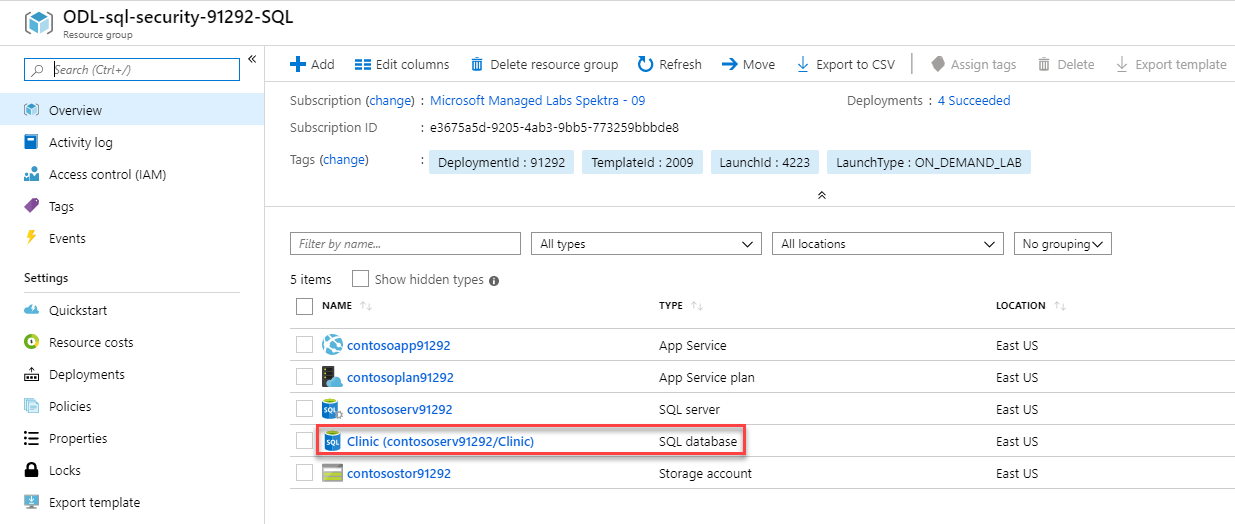 ODL-sql-security-91292-SQL
Resource group
Search (Ctrl+/)
«
Overview
Activity log
Access control (IAM)
Tags
Events
Settings
Quickstart
Resource costs
Deployments
Policies
Properties
Locks
Export template
Add Edit columns Delete resource group Refresh Move Export to CSV Assign tags Delete Export template
Subscription (change) : Microsoft Managed Labs Spektra - 09 Deployments : 4 Succeeded
Subscription ID : e3675a5d-9205-4ab3-9bb5-773259bbbde8
Tags (change) : DeploymentId : 91292 TemplateId : 2009 LaunchId : 4223 LaunchType : ON_DEMAND_LAB
Filter by name... All types All locations No grouping
5 items Show hidden types
NAME TYPE LOCATION
contosoapp91292 App Service East US
contosoplan91292 App Service plan East US
SQL contososerv91292 SQL server East US
SQL Clinic (contososerv91292/Clinic) SQL database East US
contosostor91292 Storage account East US